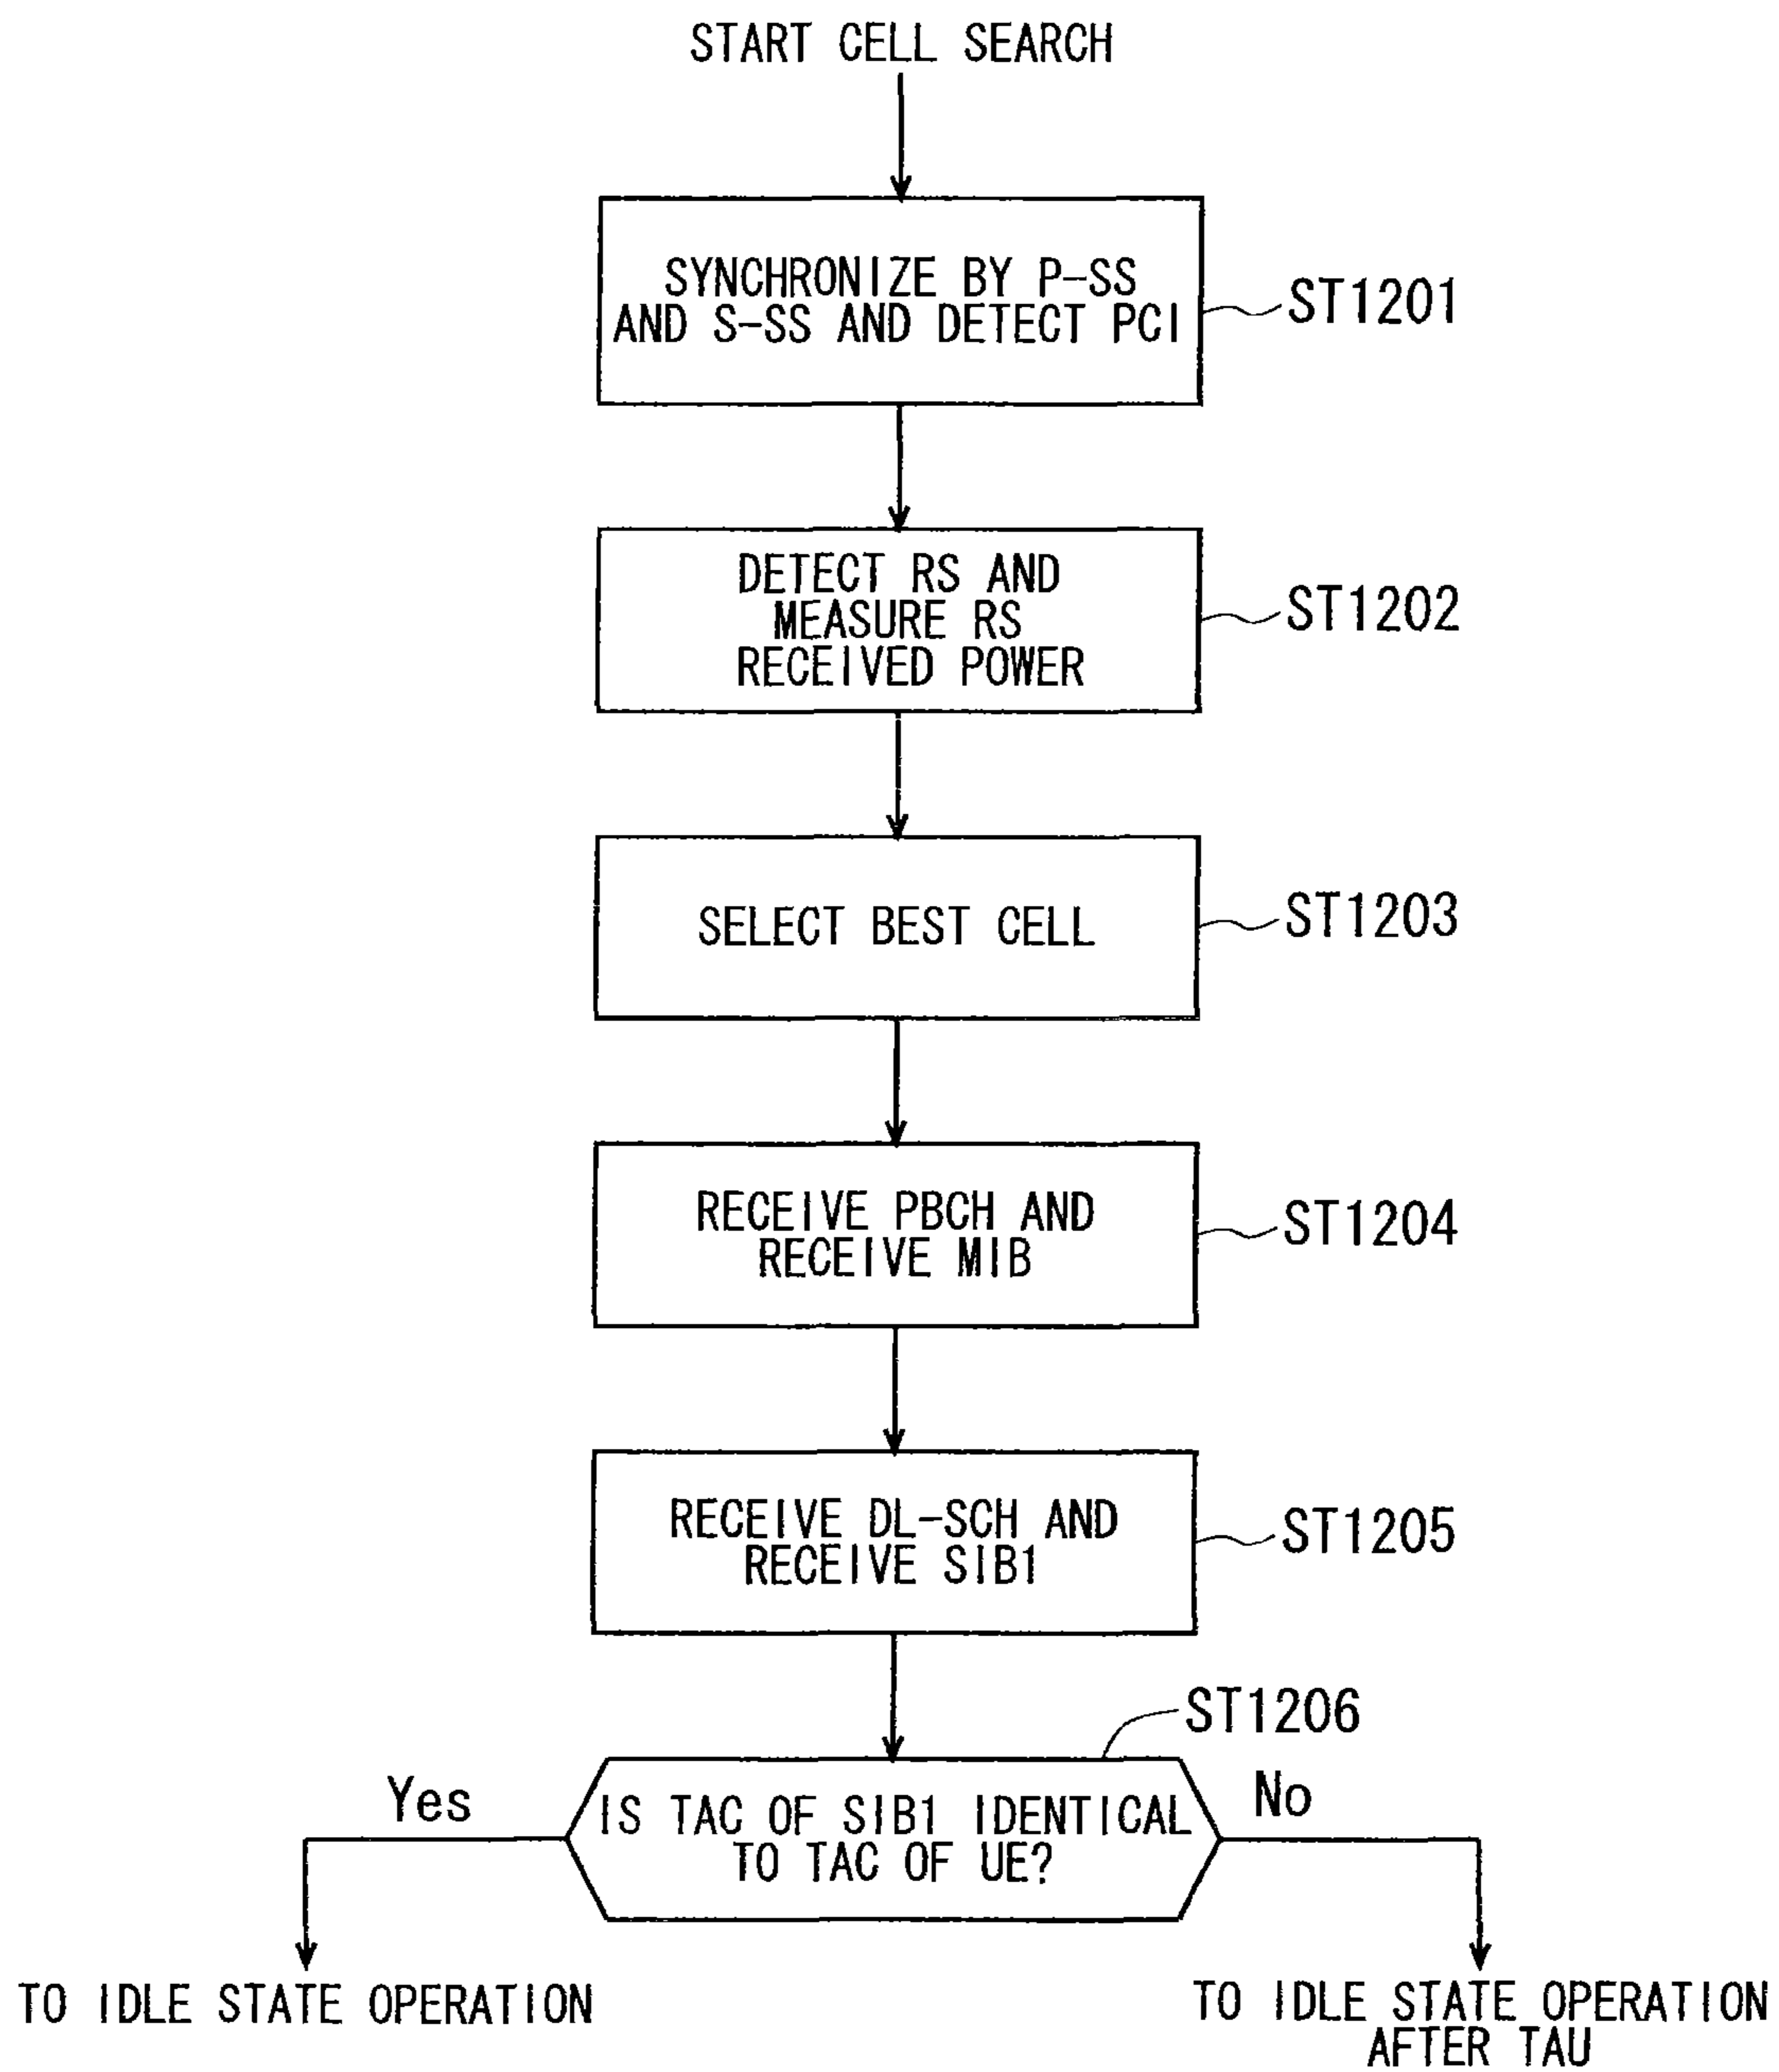 START CELL SEARCH
SYNCHRONIZE BY P-SS
AND S-SS AND DETECT PCI
ST1201
DETECT RS AND
MEASURE RS
RECEIVED POWER
ST1202
SELECT BEST CELL
ST1203
RECEIVE PBCH AND
RECEIVE MIB
ST1204
RECEIVE DL-SCH AND
RECEIVE SIB1
ST1205
ST1206
Yes
IS TAC OF SIB1 IDENTICAL
TO TAC OF UE?
No
TO IDLE STATE OPERATION
TO IDLE STATE OPERATION
AFTER TAU